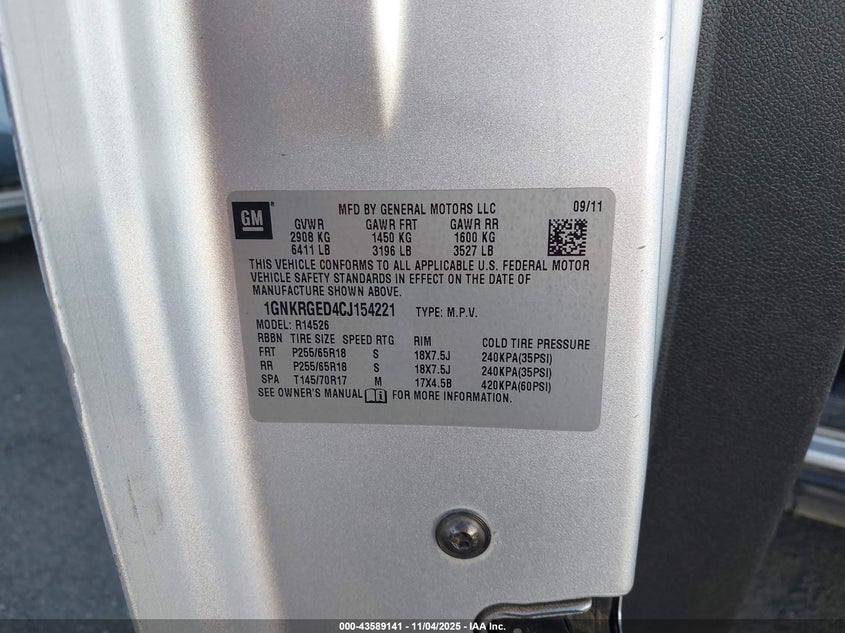 GM
MFD BY GENERAL MOTORS LLC 09/11
GVWR GAWR FRT GAWR RR
2908 KG 1450 KG 1600 KG
6411 LB 3196 LB 3527 LB
THIS VEHICLE CONFORMS TO ALL APPLICABLE U.S. FEDERAL MOTOR
VEHICLE SAFETY STANDARDS IN EFFECT ON THE DATE OF
MANUFACTURE SHOWN ABOVE.
1GNKRGED4CJ154221 TYPE: M.P.V.
MODEL: R14526
RBBN TIRE SIZE SPEED RTG RIM COLD TIRE PRESSURE
FRT P255/65R18 S 18X7.5J 240KPA(35PSI)
RR P255/65R18 S 18X7.5J 240KPA(35PSI)
SPA T145/70R17 M 17X4.5B 420KPA(60PSI)
SEE OWNER'S MANUAL FOR MORE INFORMATION.
000-43589141 - 11/04/2025 - IAA Inc.